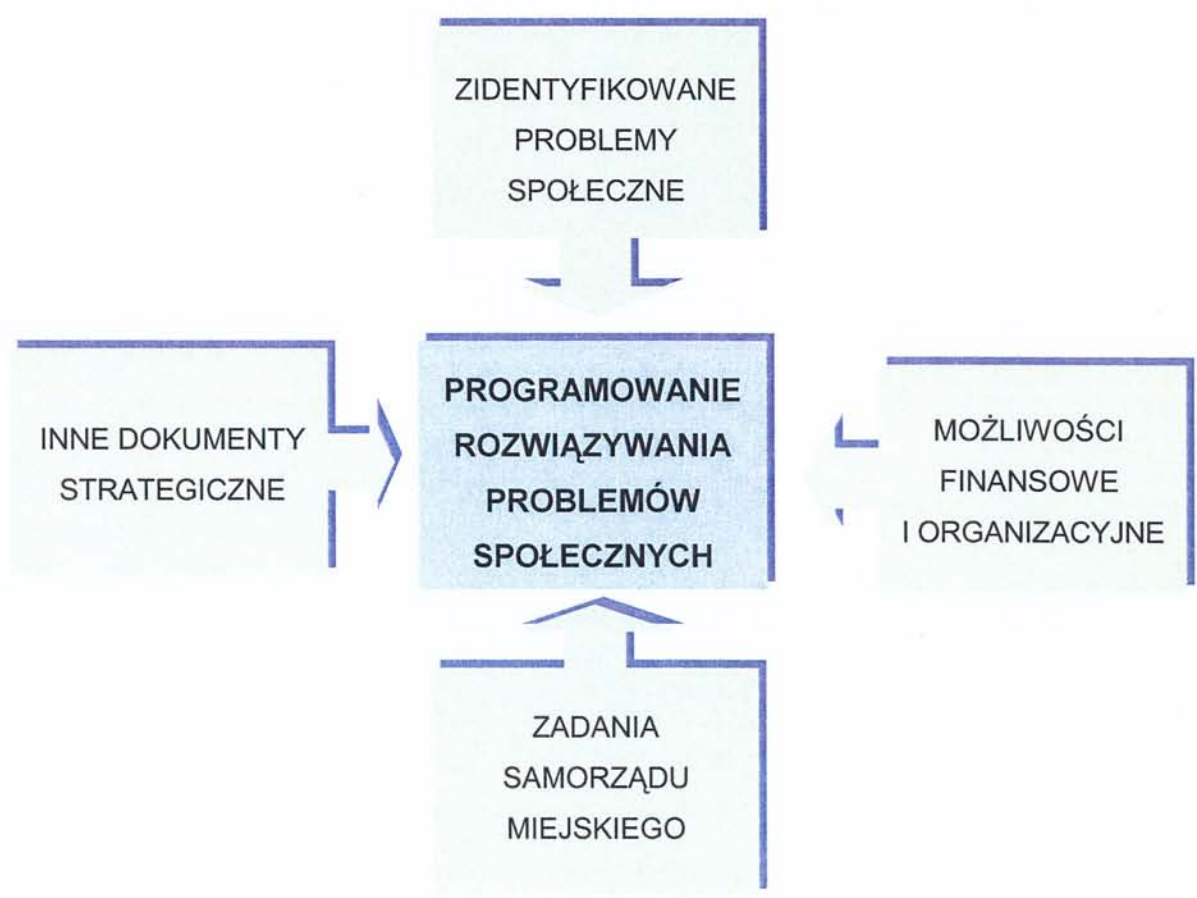 ZIDENTYFIKOWANE
PROBLEMY
SPOŁECZNE
INNE DOKUMENTY
STRATEGICZNE
PROGRAMOWANIE
ROZWIĄZYWANIA
PROBLEMÓW
SPOŁECZNYCH
MOŻLIWOŚCI
FINANSOWE
I ORGANIZACYJNE
ZADANIA
SAMORZĄDU
MIEJSKIEGO